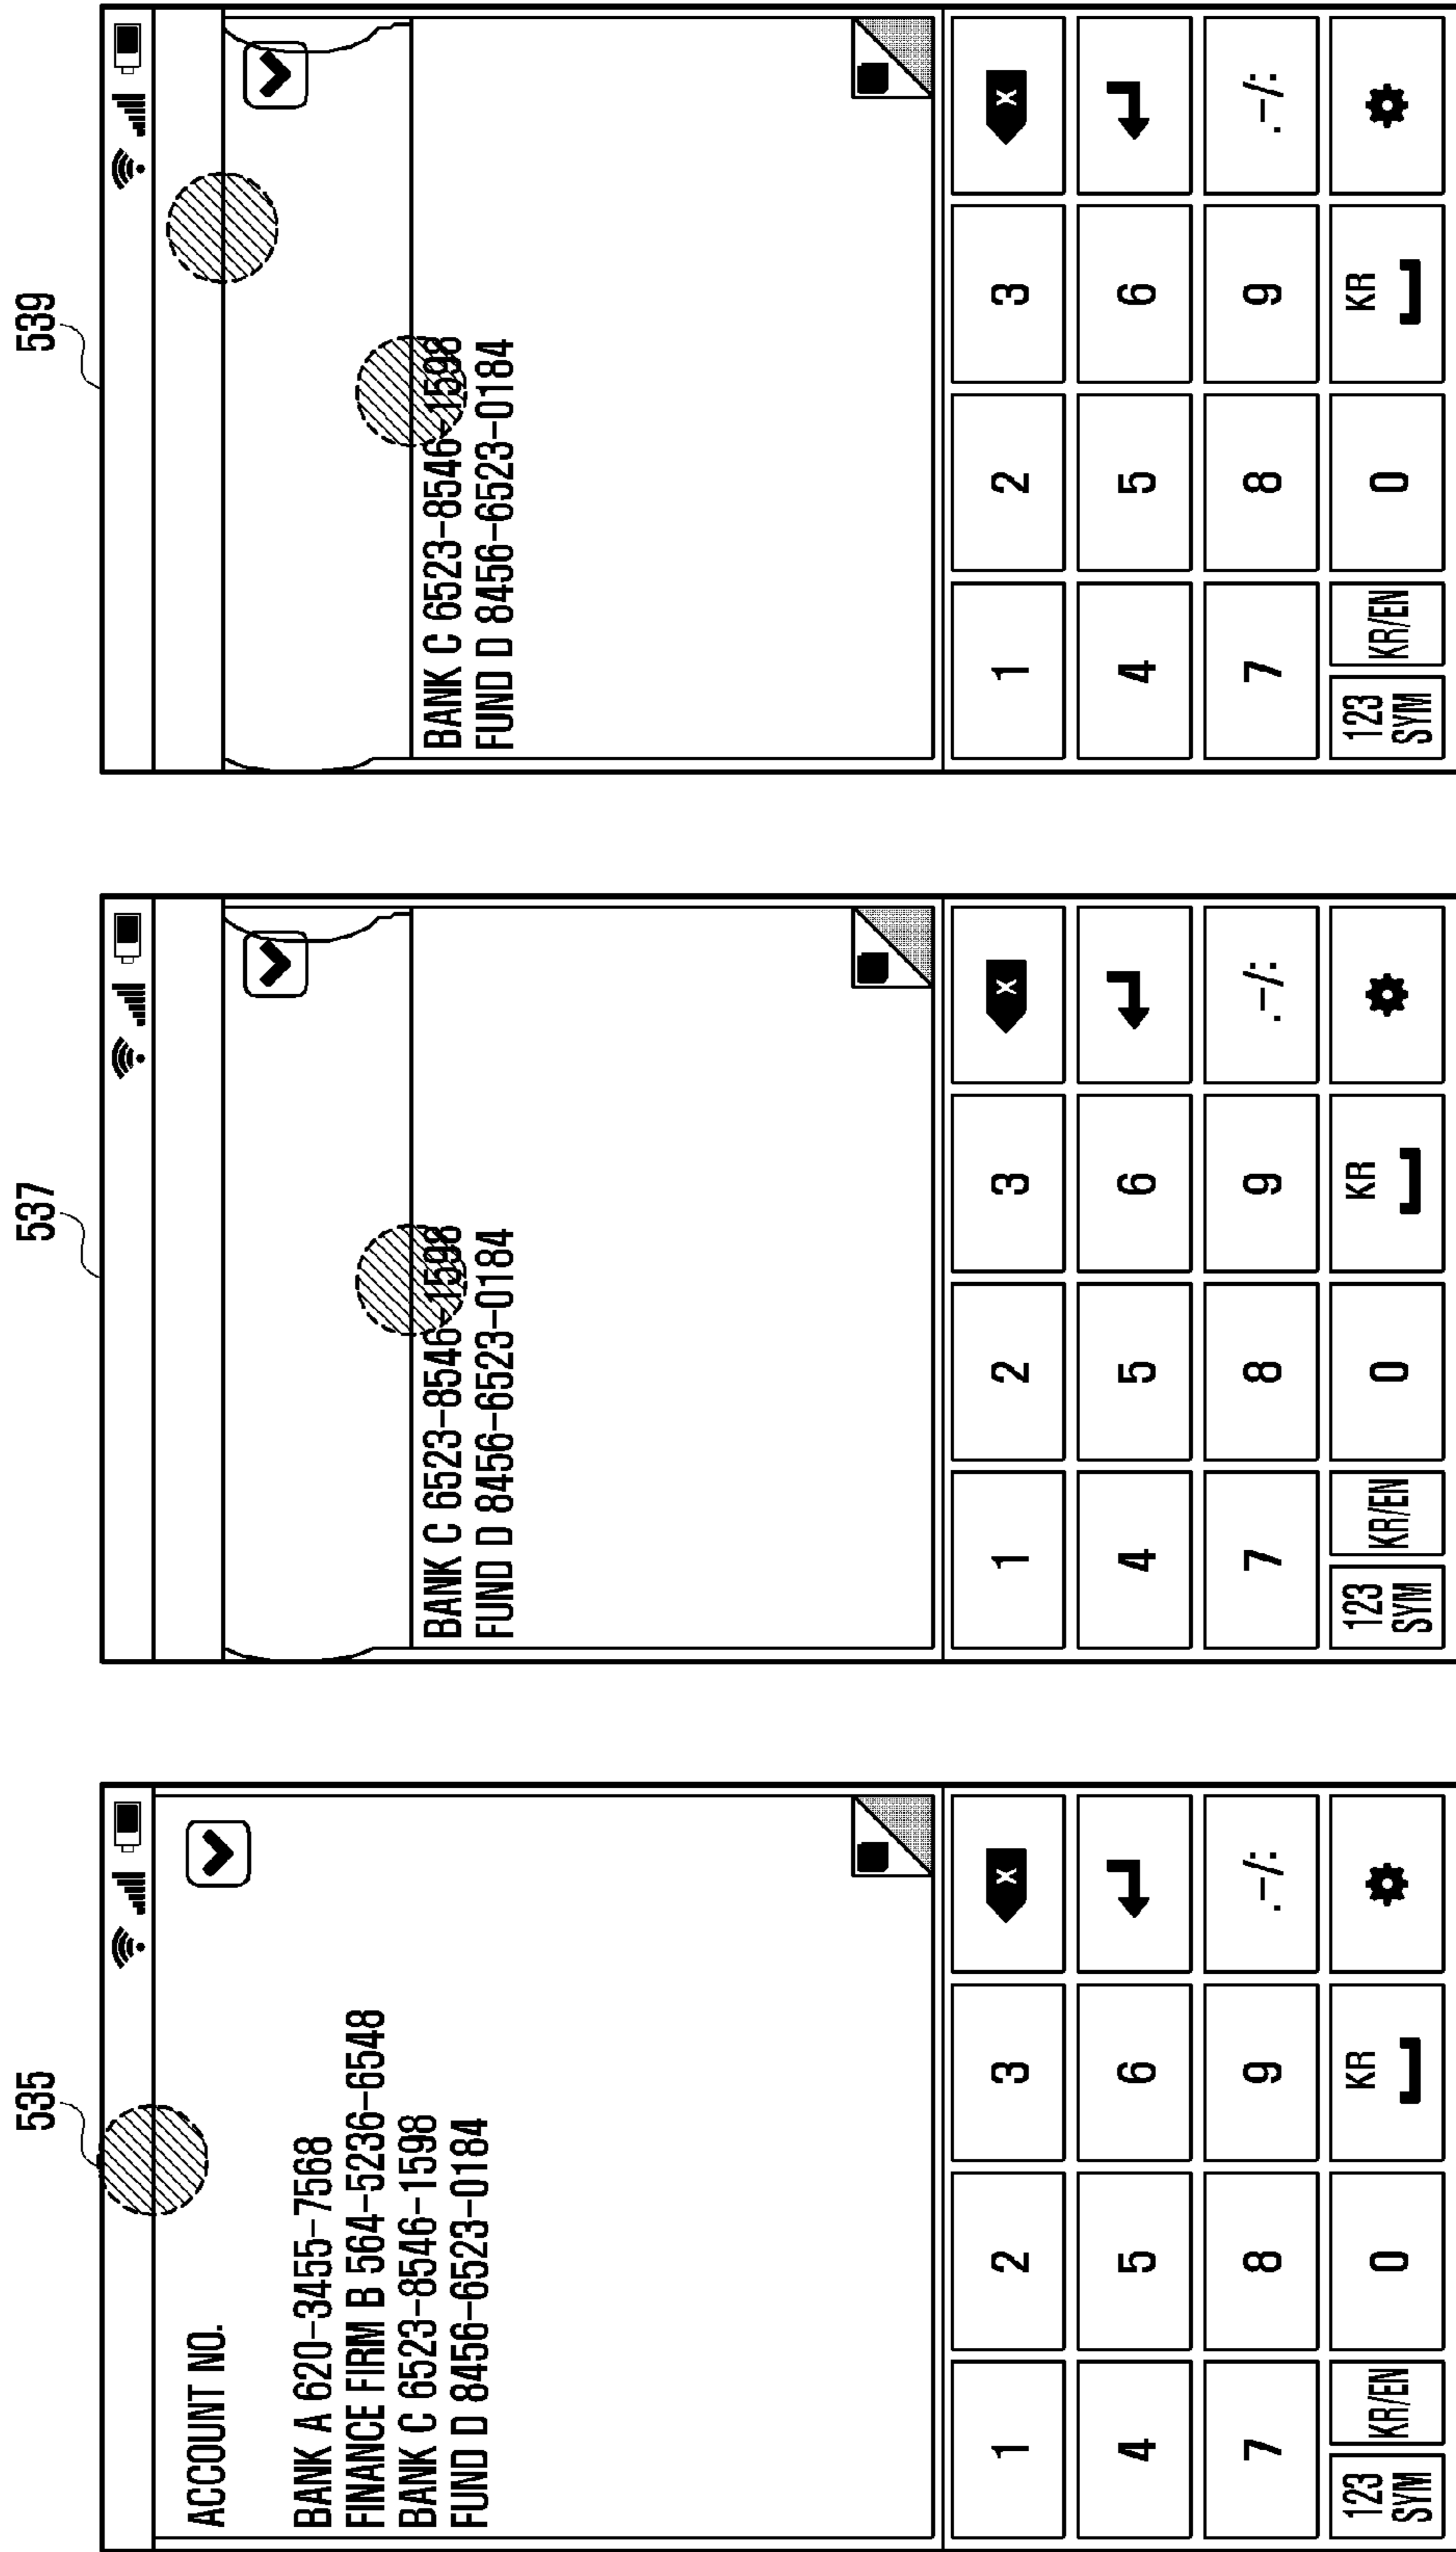 535
ACCOUNT NO.
BANK A 620-3455-7568
FINANCE FIRM B 564-5236-6548
BANK C 6523-8546-1598
FUND D 8456-6523-0184
1 2 3 x
4 5 6
7 8 9 .-/:
123 SYM KR/EN 0 KR
537
BANK C 6523-8546-1598
FUND D 8456-6523-0184
1 2 3 x
4 5 6
7 8 9 .-/:
123 SYM KR/EN 0 KR
539
BANK C 6523-8546-1598
FUND D 8456-6523-0184
1 2 3 x
4 5 6
7 8 9 .-/:
123 SYM KR/EN 0 KR